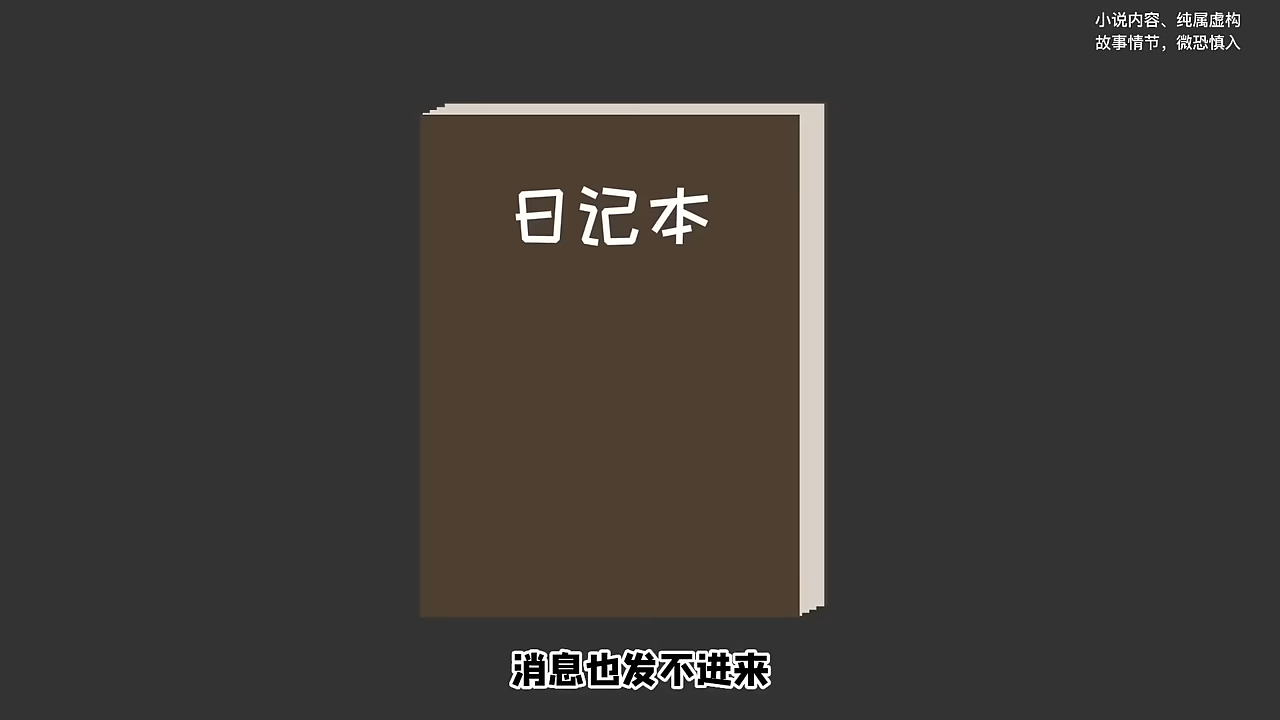 小说内容、纯属虚构
故事情节，微恐慎入
日记本
消息也发不进来